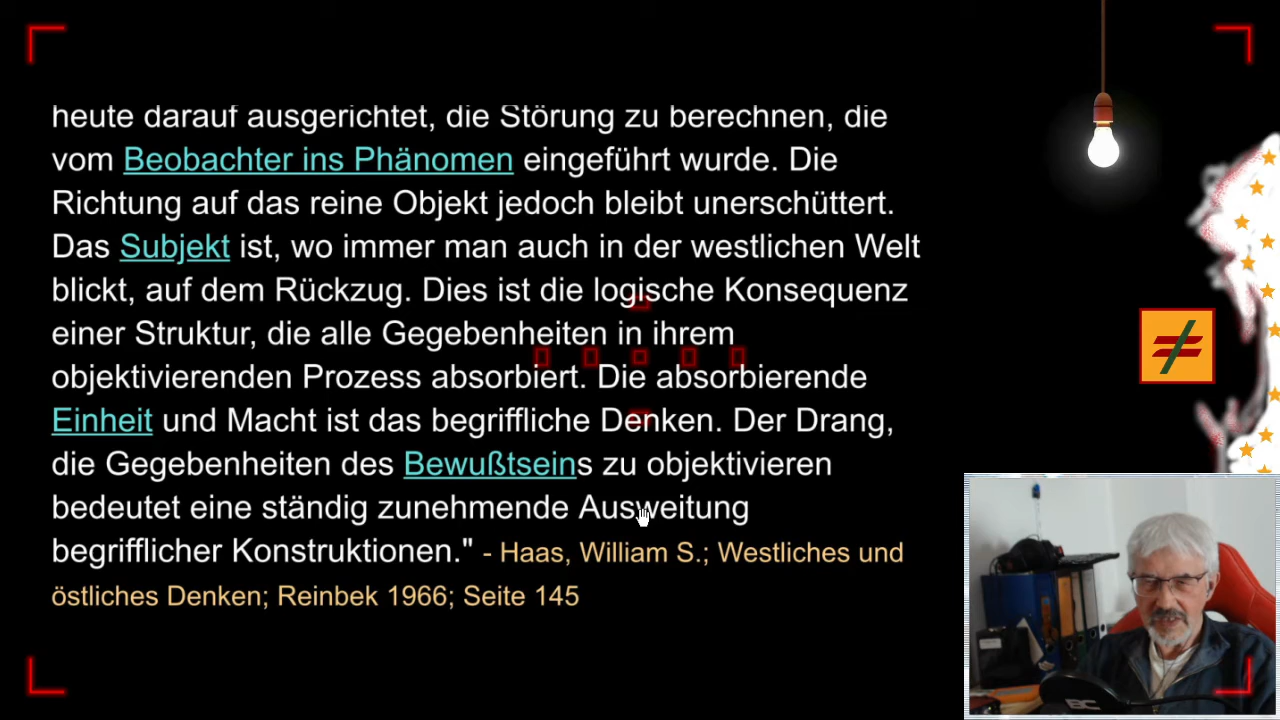 heute darauf ausgerichtet, die Störung zu berechnen, die
vom Beobachter ins Phänomen eingeführt wurde. Die
Richtung auf das reine Objekt jedoch bleibt unerschüttert.
Das Subjekt ist, wo immer man auch in der westlichen Welt
blickt, auf dem Rückzug. Dies ist die logische Konsequenz
einer Struktur, die alle Gegebenheiten in ihrem
objektivierenden Prozess absorbiert. Die absorbierende
Einheit und Macht ist das begriffliche Denken. Der Drang,
die Gegebenheiten des Bewußtseins zu objektivieren
bedeutet eine ständig zunehmende Ausweitung
begrifflicher Konstruktionen." - Haas, William S.; Westliches und
östliches Denken; Reinbek 1966; Seite 145